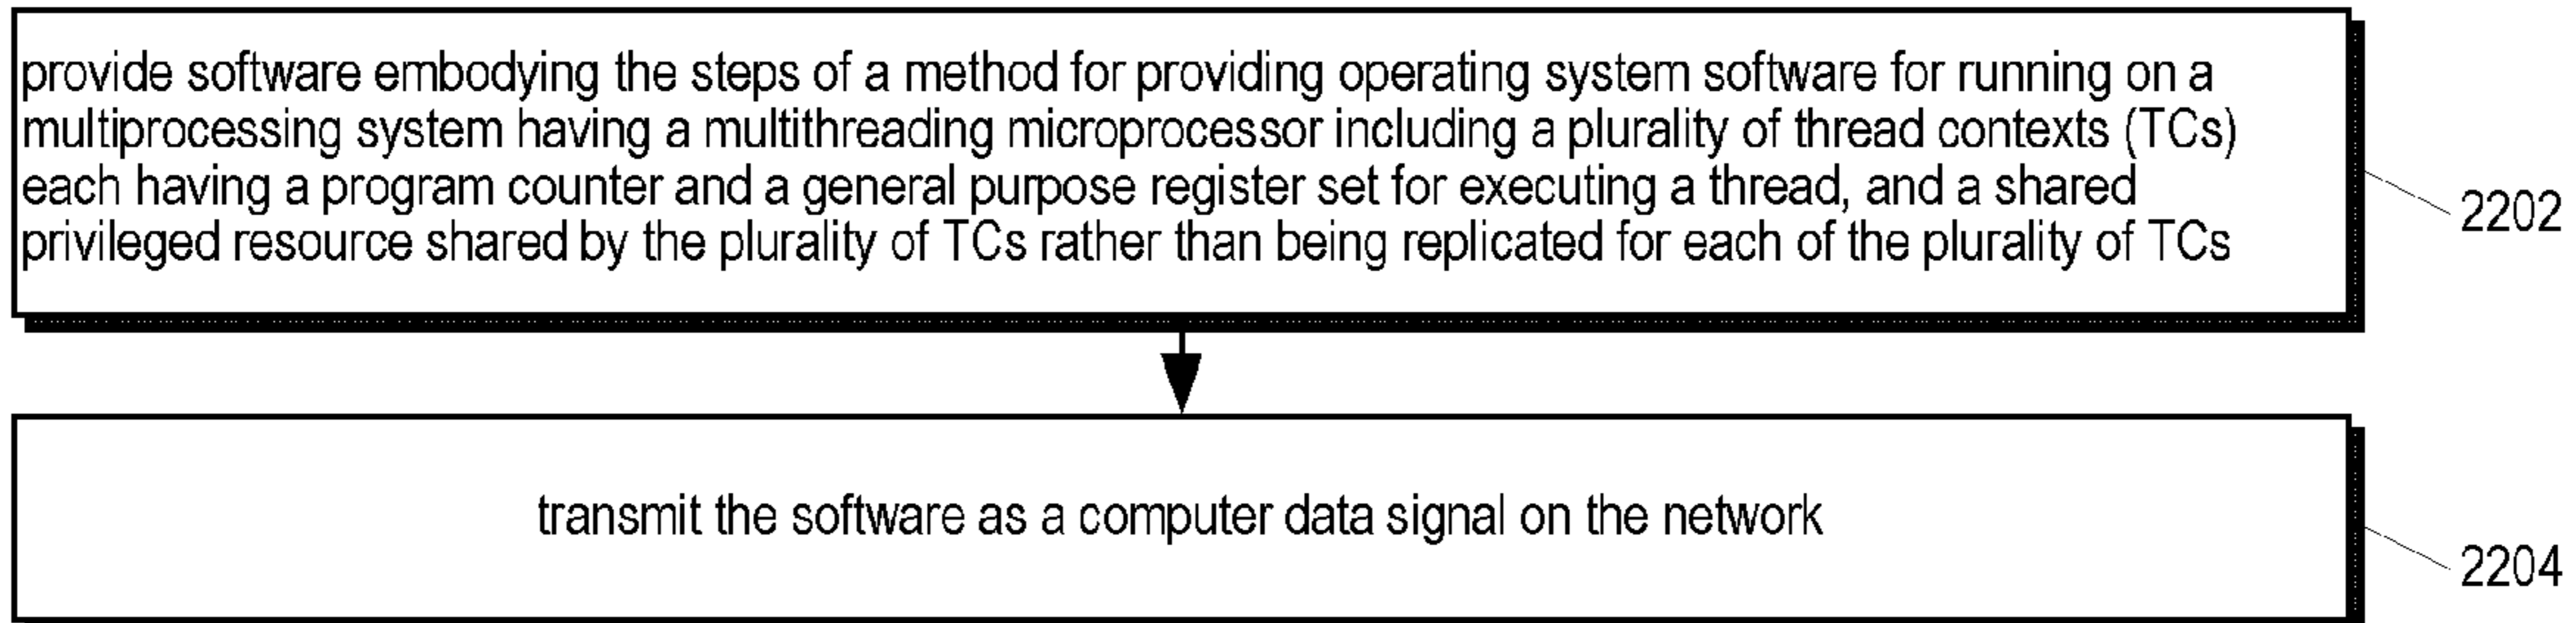 provide software embodying the steps of a method for providing operating system software for running on a
multiprocessing system having a multithreading microprocessor including a plurality of thread contexts (TCs)
each having a program counter and a general purpose register set for executing a thread, and a shared
privileged resource shared by the plurality of TCs rather than being replicated for each of the plurality of TCs
2202
transmit the software as a computer data signal on the network
2204